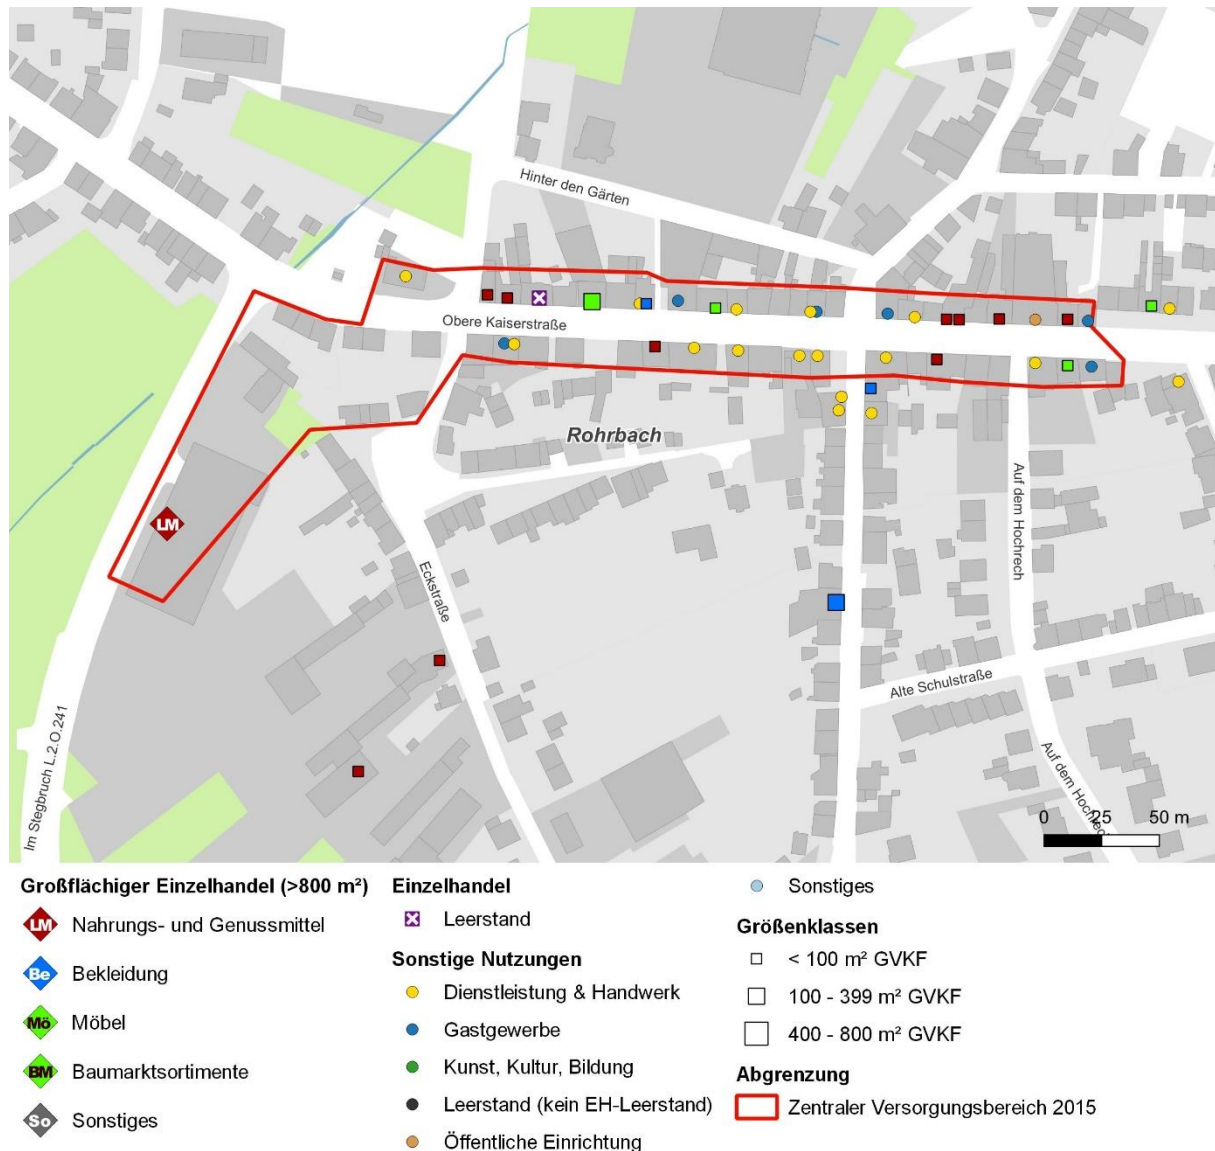 Hinter den Gärten
Obere Kaiserstraße
Rohrbach
LM
Eckstraße
Auf dem Hochrech
Alte Schulstraße
Auf dem Hochrech
Im Stegbruch L.2.O.241
0 25 50 m
Großflächiger Einzelhandel (>800 m²)
LM Nahrungs- und Genussmittel
Be Bekleidung
Mö Möbel
BM Baumarktsortimente
So Sonstiges
Einzelhandel
Leerstand
Sonstige Nutzungen
Dienstleistung & Handwerk
Gastgewerbe
Kunst, Kultur, Bildung
Leerstand (kein EH-Leerstand)
Öffentliche Einrichtung
Sonstiges
Größenklassen
< 100 m² GVKF
100 - 399 m² GVKF
400 - 800 m² GVKF
Abgrenzung
Zentraler Versorgungsbereich 2015